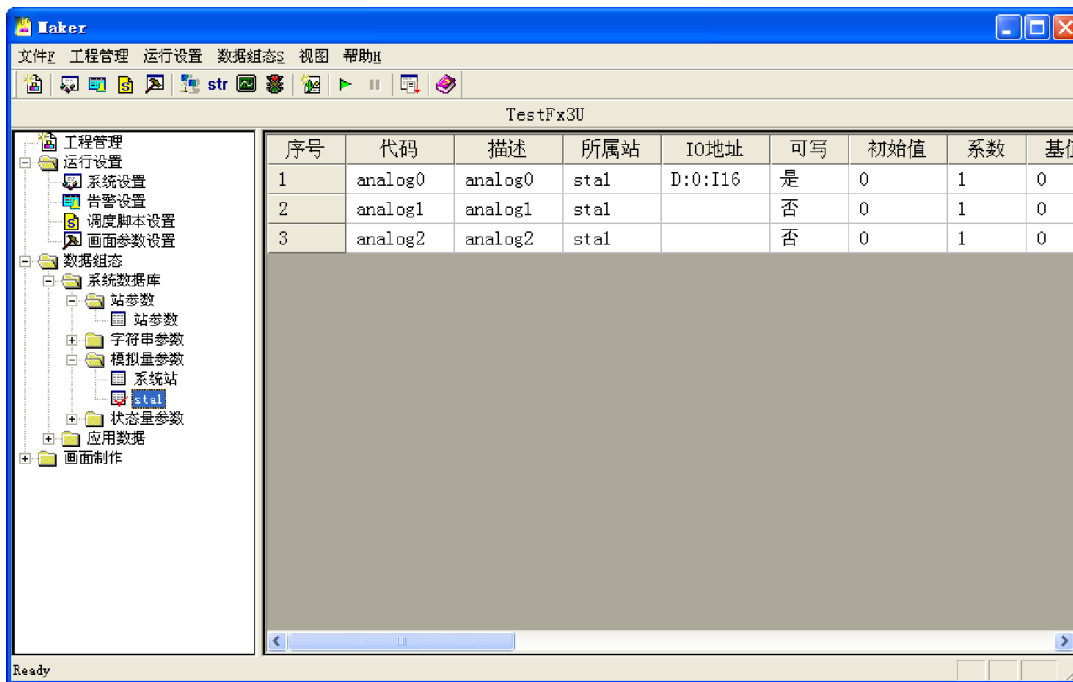 Maker
文件F 工程管理 运行设置 数据组态S 视图 帮助H
str
TestFx3U
工程管理
运行设置
系统设置
告警设置
调度脚本设置
画面参数设置
数据组态
系统数据库
站参数
站参数
字符串参数
模拟量参数
系统站
sta1
状态量参数
应用数据
画面制作
序号 代码 描述 所属站 IO地址 可写 初始值 系数
1 analog0 analog0 sta1 D:0:I16 是 0 1 0
2 analog1 analog1 sta1 否 0 1 0
3 analog2 analog2 sta1 否 0 1 0
Ready